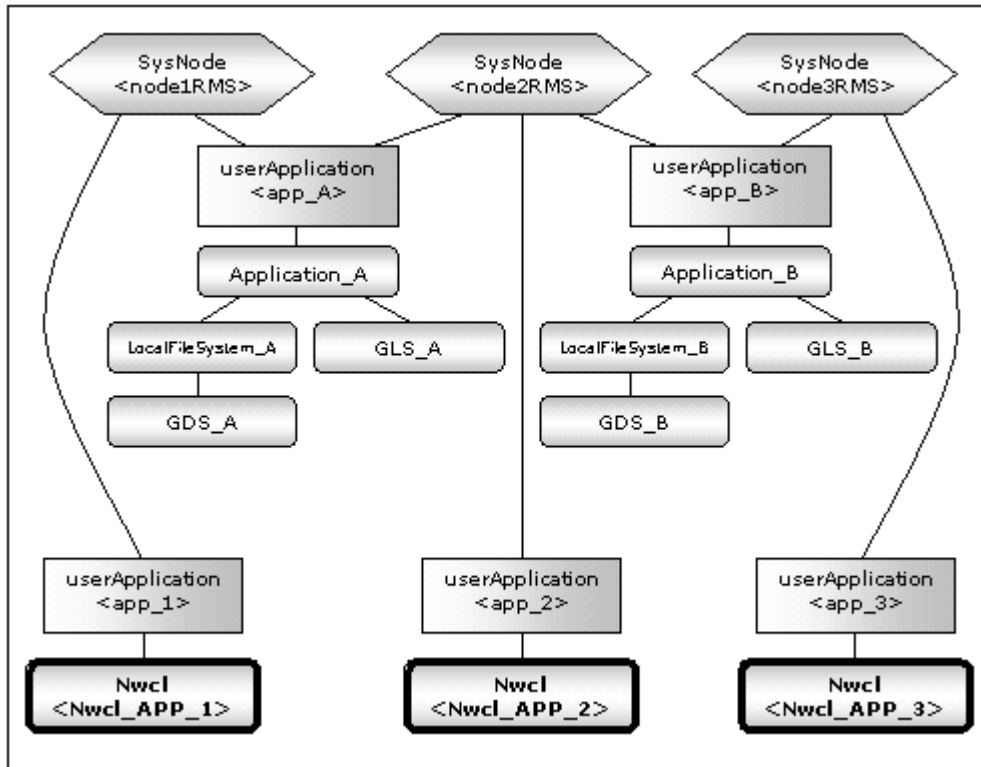 SysNode
<node1RMS>
SysNode
<node2RMS>
SysNode
<node3RMS>
userApplication
<app_A>
userApplication
<app_B>
Application_A
Application_B
LocalFileSystem_A
GLS_A
LocalFileSystem_B
GLS_B
GDS_A
GDS_B
userApplication
<app_1>
userApplication
<app_2>
userApplication
<app_3>
Nwcl
<Nwcl_APP_1>
Nwcl
<Nwcl_APP_2>
Nwcl
<Nwcl_APP_3>